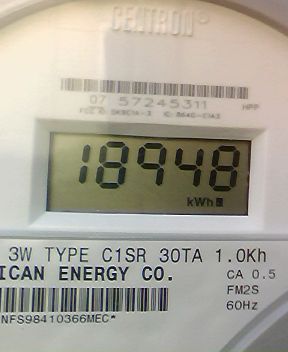 CENTRON®
07 57245311 HPP
18948
kWh
3W TYPE C1SR 30TA 1.0Kh
ICAN ENERGY CO. CA 0.5
FM2S
60Hz
NFS98410366MEC*